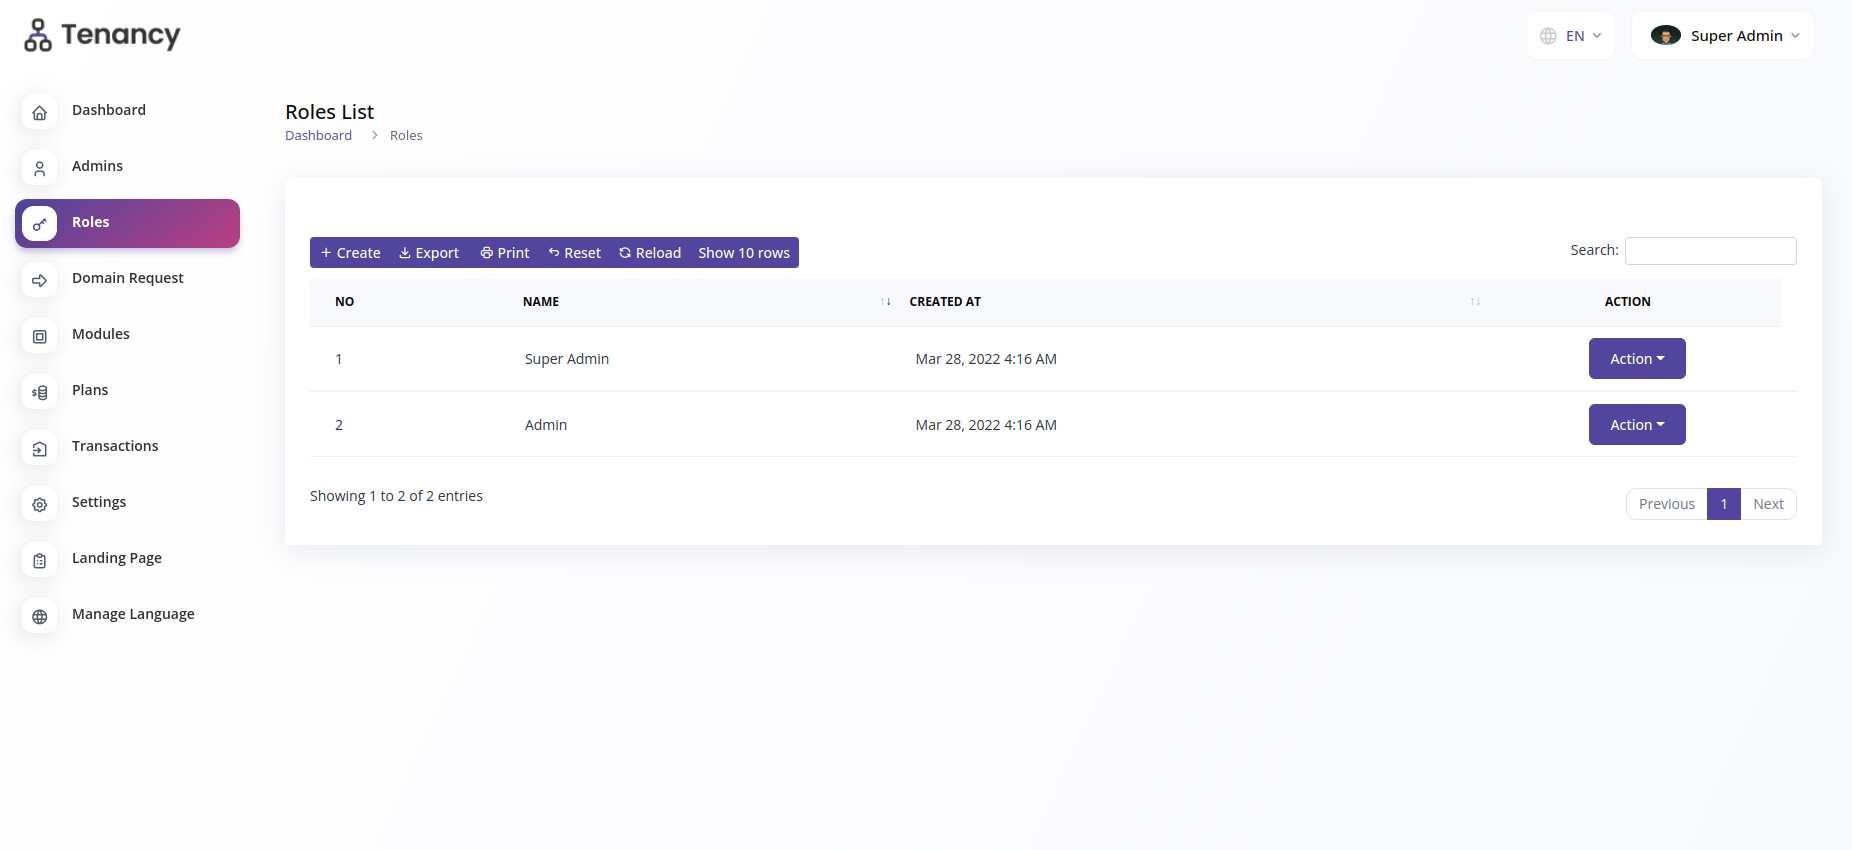 Tenancy
EN
Super Admin
Dashboard
Admins
Roles
Domain Request
Modules
Plans
Transactions
Settings
Landing Page
Manage Language
Roles List
Dashboard > Roles
+ Create Export Print Reset Reload Show 10 rows
Search:
NO NAME CREATED AT ACTION
1 Super Admin Mar 28, 2022 4:16 AM Action
2 Admin Mar 28, 2022 4:16 AM Action
Showing 1 to 2 of 2 entries
Previous 1 Next